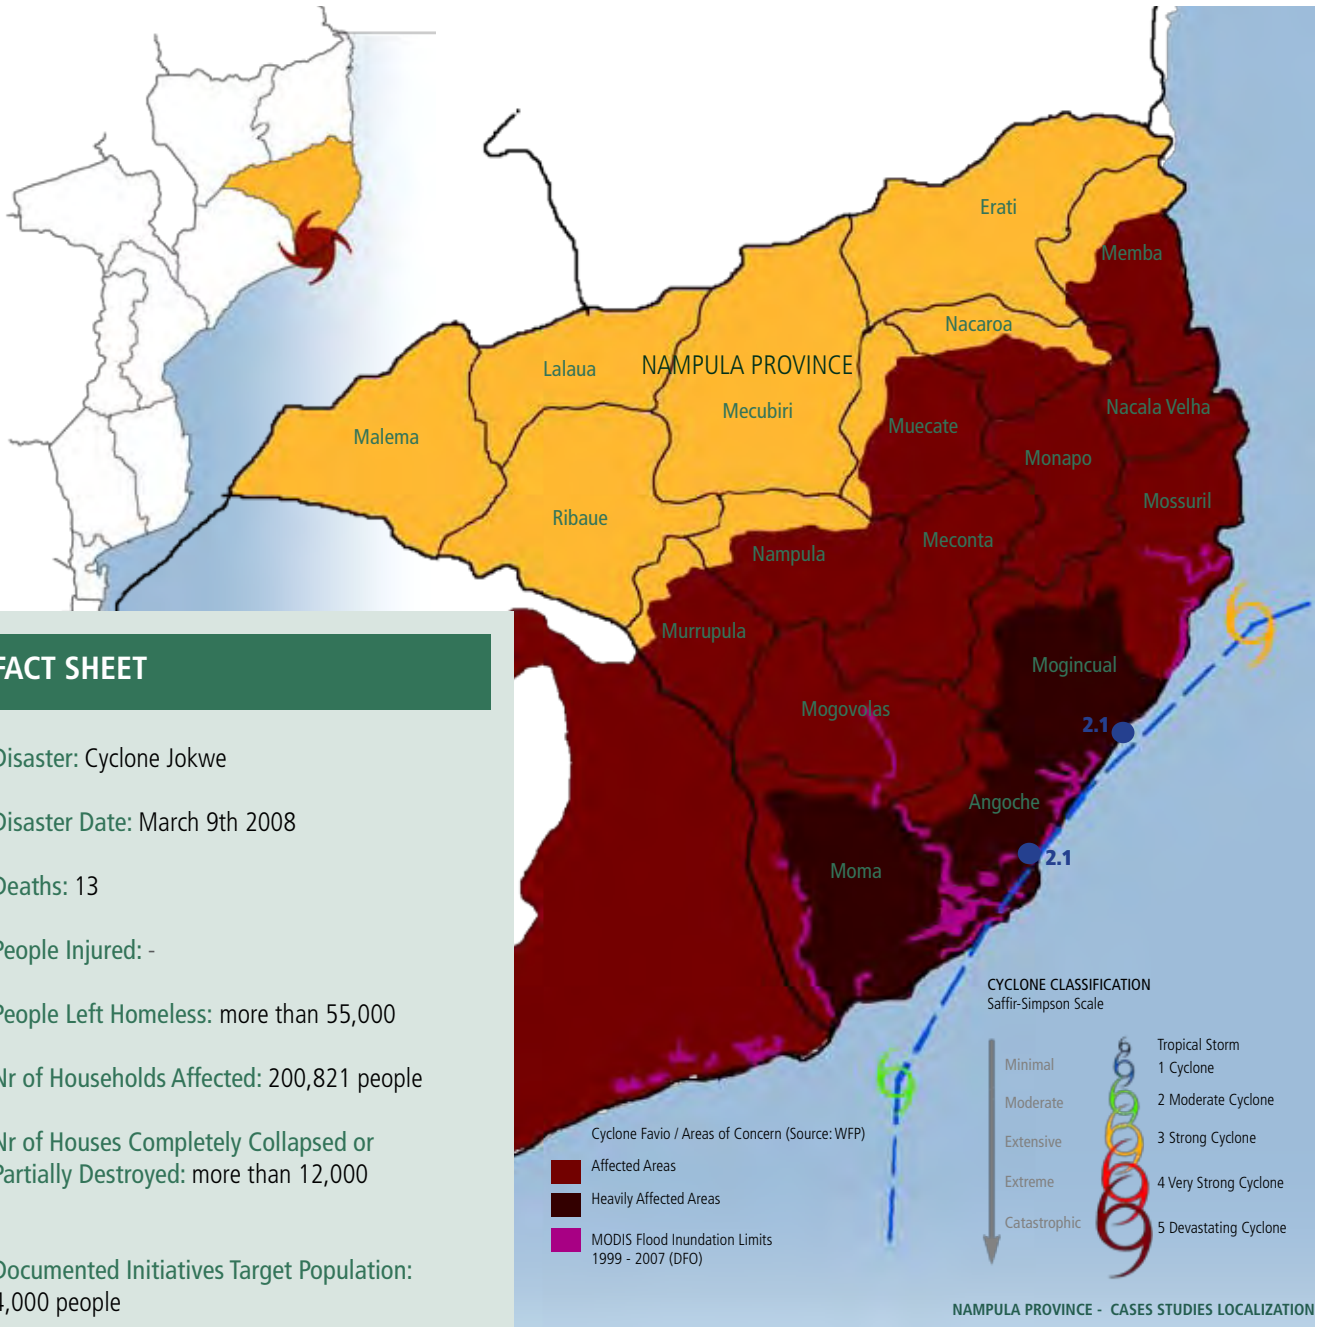 Erati
Memba
Nacaroa
NAMPULA PROVINCE
Lalaua
Mecubiri
Nacala Velha
Muecate
Malema
Monapo
Mossuril
Ribaue
Meconta
Nampula
Murrupula
Mogincual
Mogovolas
2.1
Angoche
2.1
Moma
FACT SHEET
Disaster: Cyclone Jokwe
Disaster Date: March 9th 2008
Deaths: 13
People Injured: -
People Left Homeless: more than 55,000
Nr of Households Affected: 200,821 people
Nr of Houses Completely Collapsed or
Partially Destroyed: more than 12,000
Documented Initiatives Target Population:
4,000 people
Cyclone Favio / Areas of Concern (Source: WFP)
Affected Areas
Heavily Affected Areas
MODIS Flood Inundation Limits
1999 - 2007 (DFO)
CYCLONE CLASSIFICATION
Saffir-Simpson Scale
Minimal
Moderate
Extensive
Extreme
Catastrophic
Tropical Storm
1 Cyclone
2 Moderate Cyclone
3 Strong Cyclone
4 Very Strong Cyclone
5 Devastating Cyclone
NAMPULA PROVINCE - CASES STUDIES LOCALIZATION